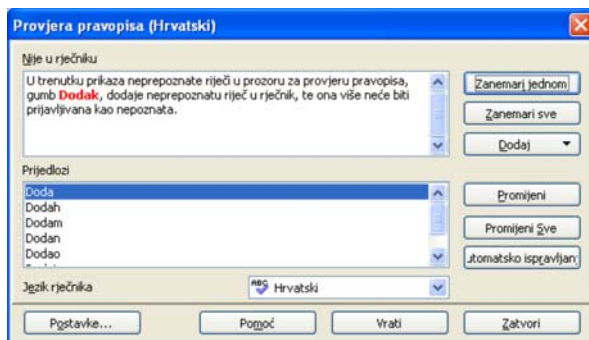 Provjera pravopisa (Hrvatski)
Nije u rječniku
U trenutku prikaza neprepoznate riječi u prozoru za provjeru pravopisa,
gumb Dodak, dodaje neprepoznatu riječ u rječnik, te ona više neće biti
prijavljivana kao nepoznata.
Zanemari jednom
Zanemari sve
Dodaj
Prijedlozi
Doda
Dodah
Dodam
Dodan
Dodao
Promijeni
Promijeni Sve
utomatsko ispravljanj
Jezik rječnika
ABC Hrvatski
Postavke...
Pomoć
Vrati
Zatvori